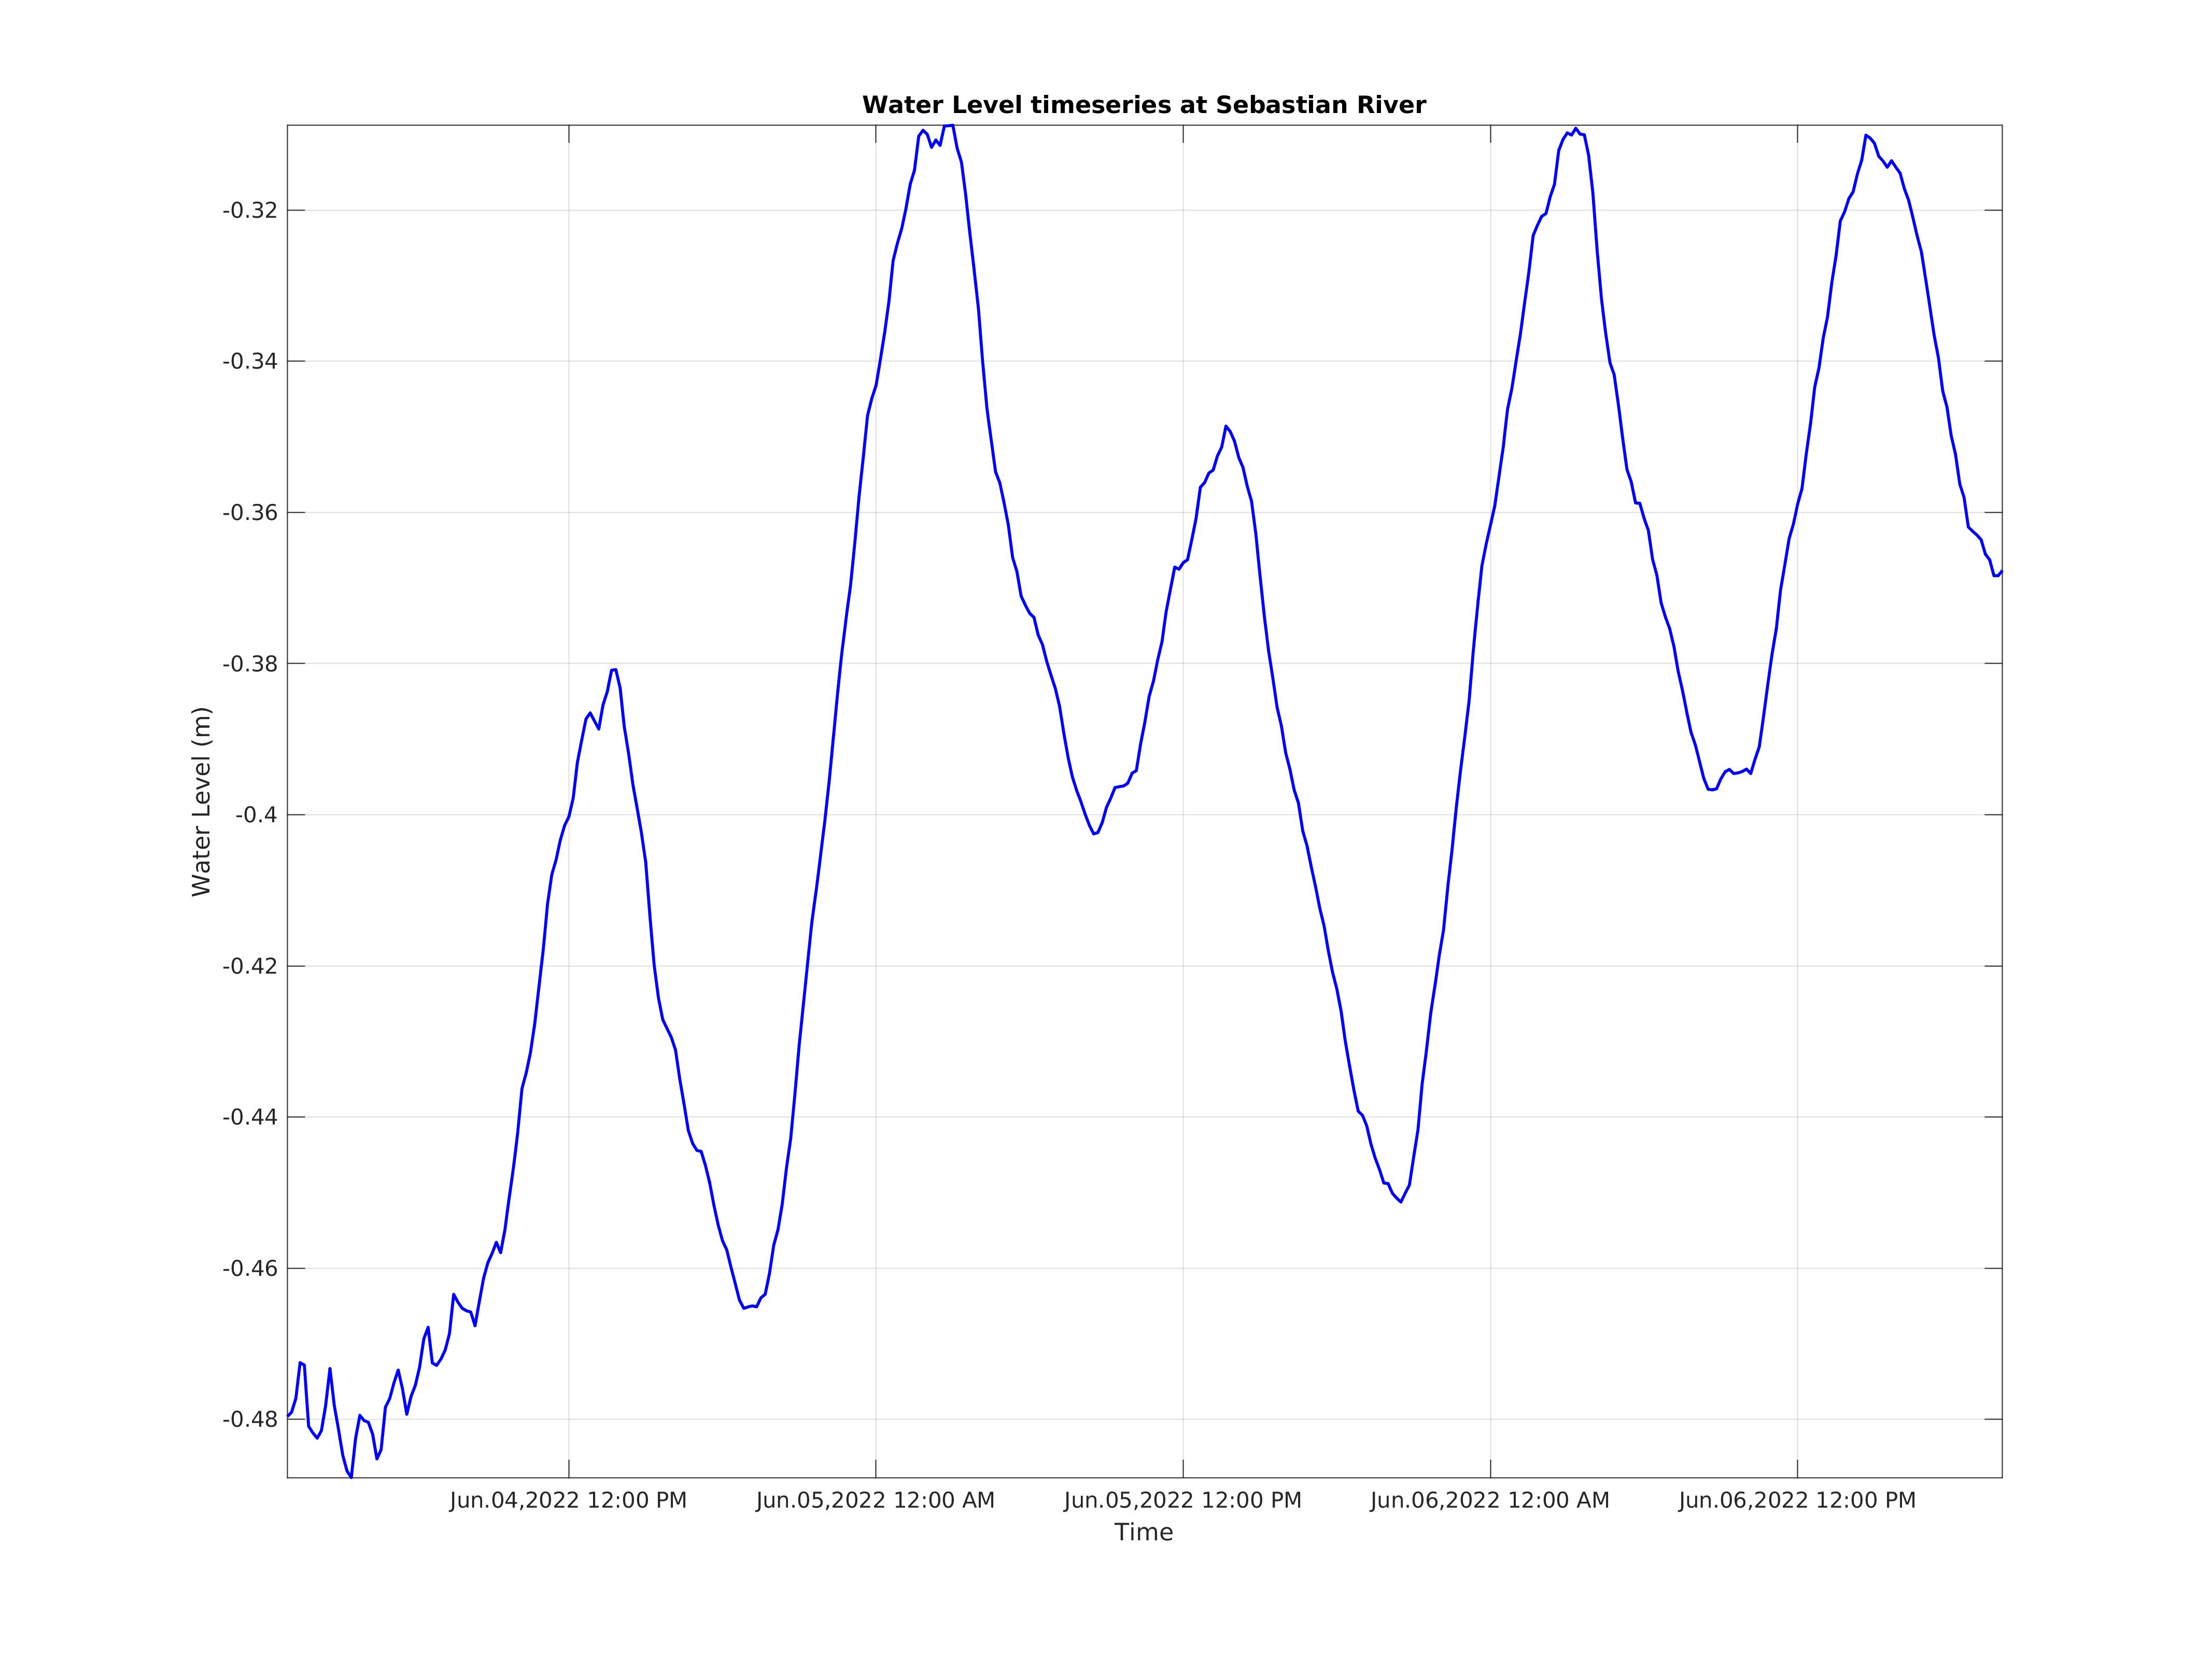 Water Level timeseries at Sebastian River
-0.32
-0.34
-0.36
-0.38
-0.4
-0.42
-0.44
-0.46
-0.48
Water Level (m)
Jun.04,2022 12:00 PM
Jun.05,2022 12:00 AM
Jun.05,2022 12:00 PM
Jun.06,2022 12:00 AM
Jun.06,2022 12:00 PM
Time